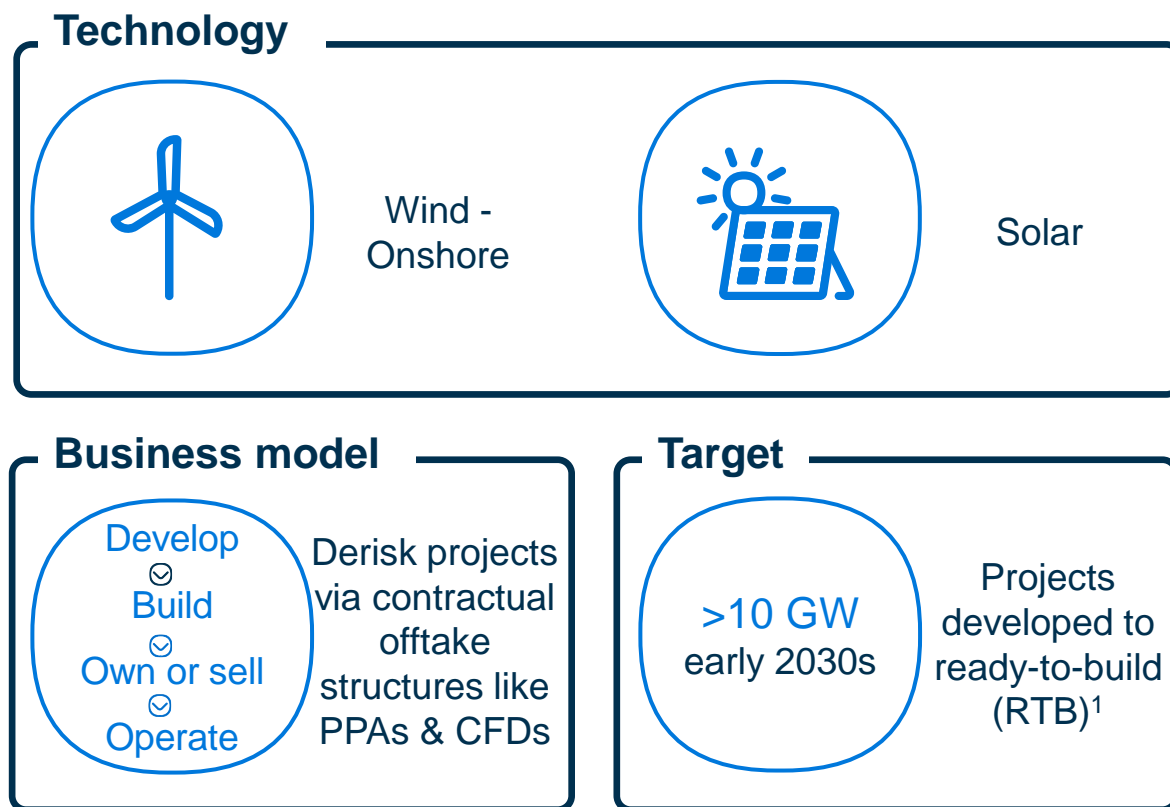 Technology
Wind -
Onshore
Solar
Business model
Develop
Build
Own or sell
Operate
Derisk projects
via contractual
offtake
structures like
PPAs & CFDs
Target
>10 GW
early 2030s
Projects
developed to
ready-to-build
(RTB)¹